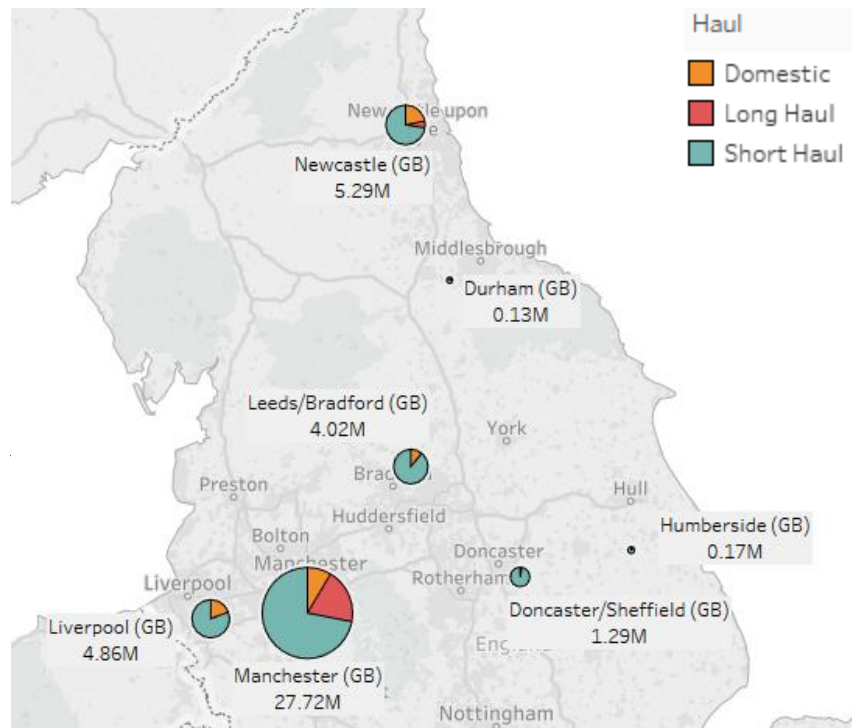 Haul
Domestic
Long Haul
Short Haul
Newcastle (GB)
5.29M
Middlesbrough
Durham (GB)
0.13M
Leeds/Bradford (GB)
4.02M
York
Preston
Hull
Huddersfield
Humberside (GB)
0.17M
Bolton
Doncaster
Manchester
Rotherham
Liverpool
Doncaster/Sheffield (GB)
1.29M
Liverpool (GB)
4.86M
Manchester (GB)
27.72M
Nottingham